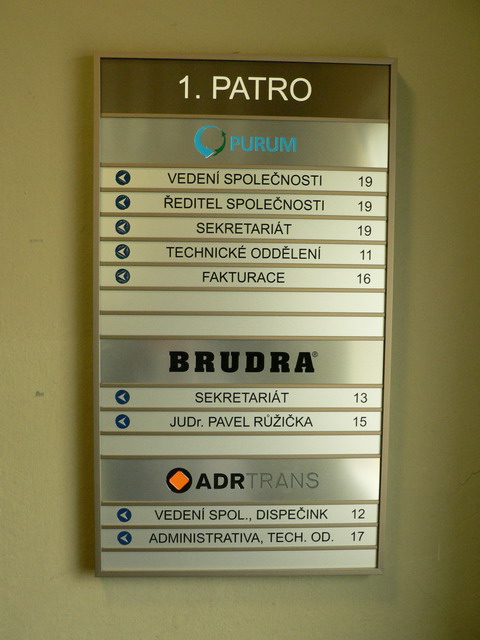 1. PATRO
PURUM
VEDENÍ SPOLEČNOSTI 19
ŘEDITEL SPOLEČNOSTI 19
SEKRETARIÁT 19
TECHNICKÉ ODDĚLENÍ 11
FAKTURACE 16
BRUDRA®
SEKRETARIÁT 13
JUDr. PAVEL RŮŽIČKA 15
ADRTRANS
VEDENÍ SPOL., DISPEČINK 12
ADMINISTRATIVA, TECH. OD. 17